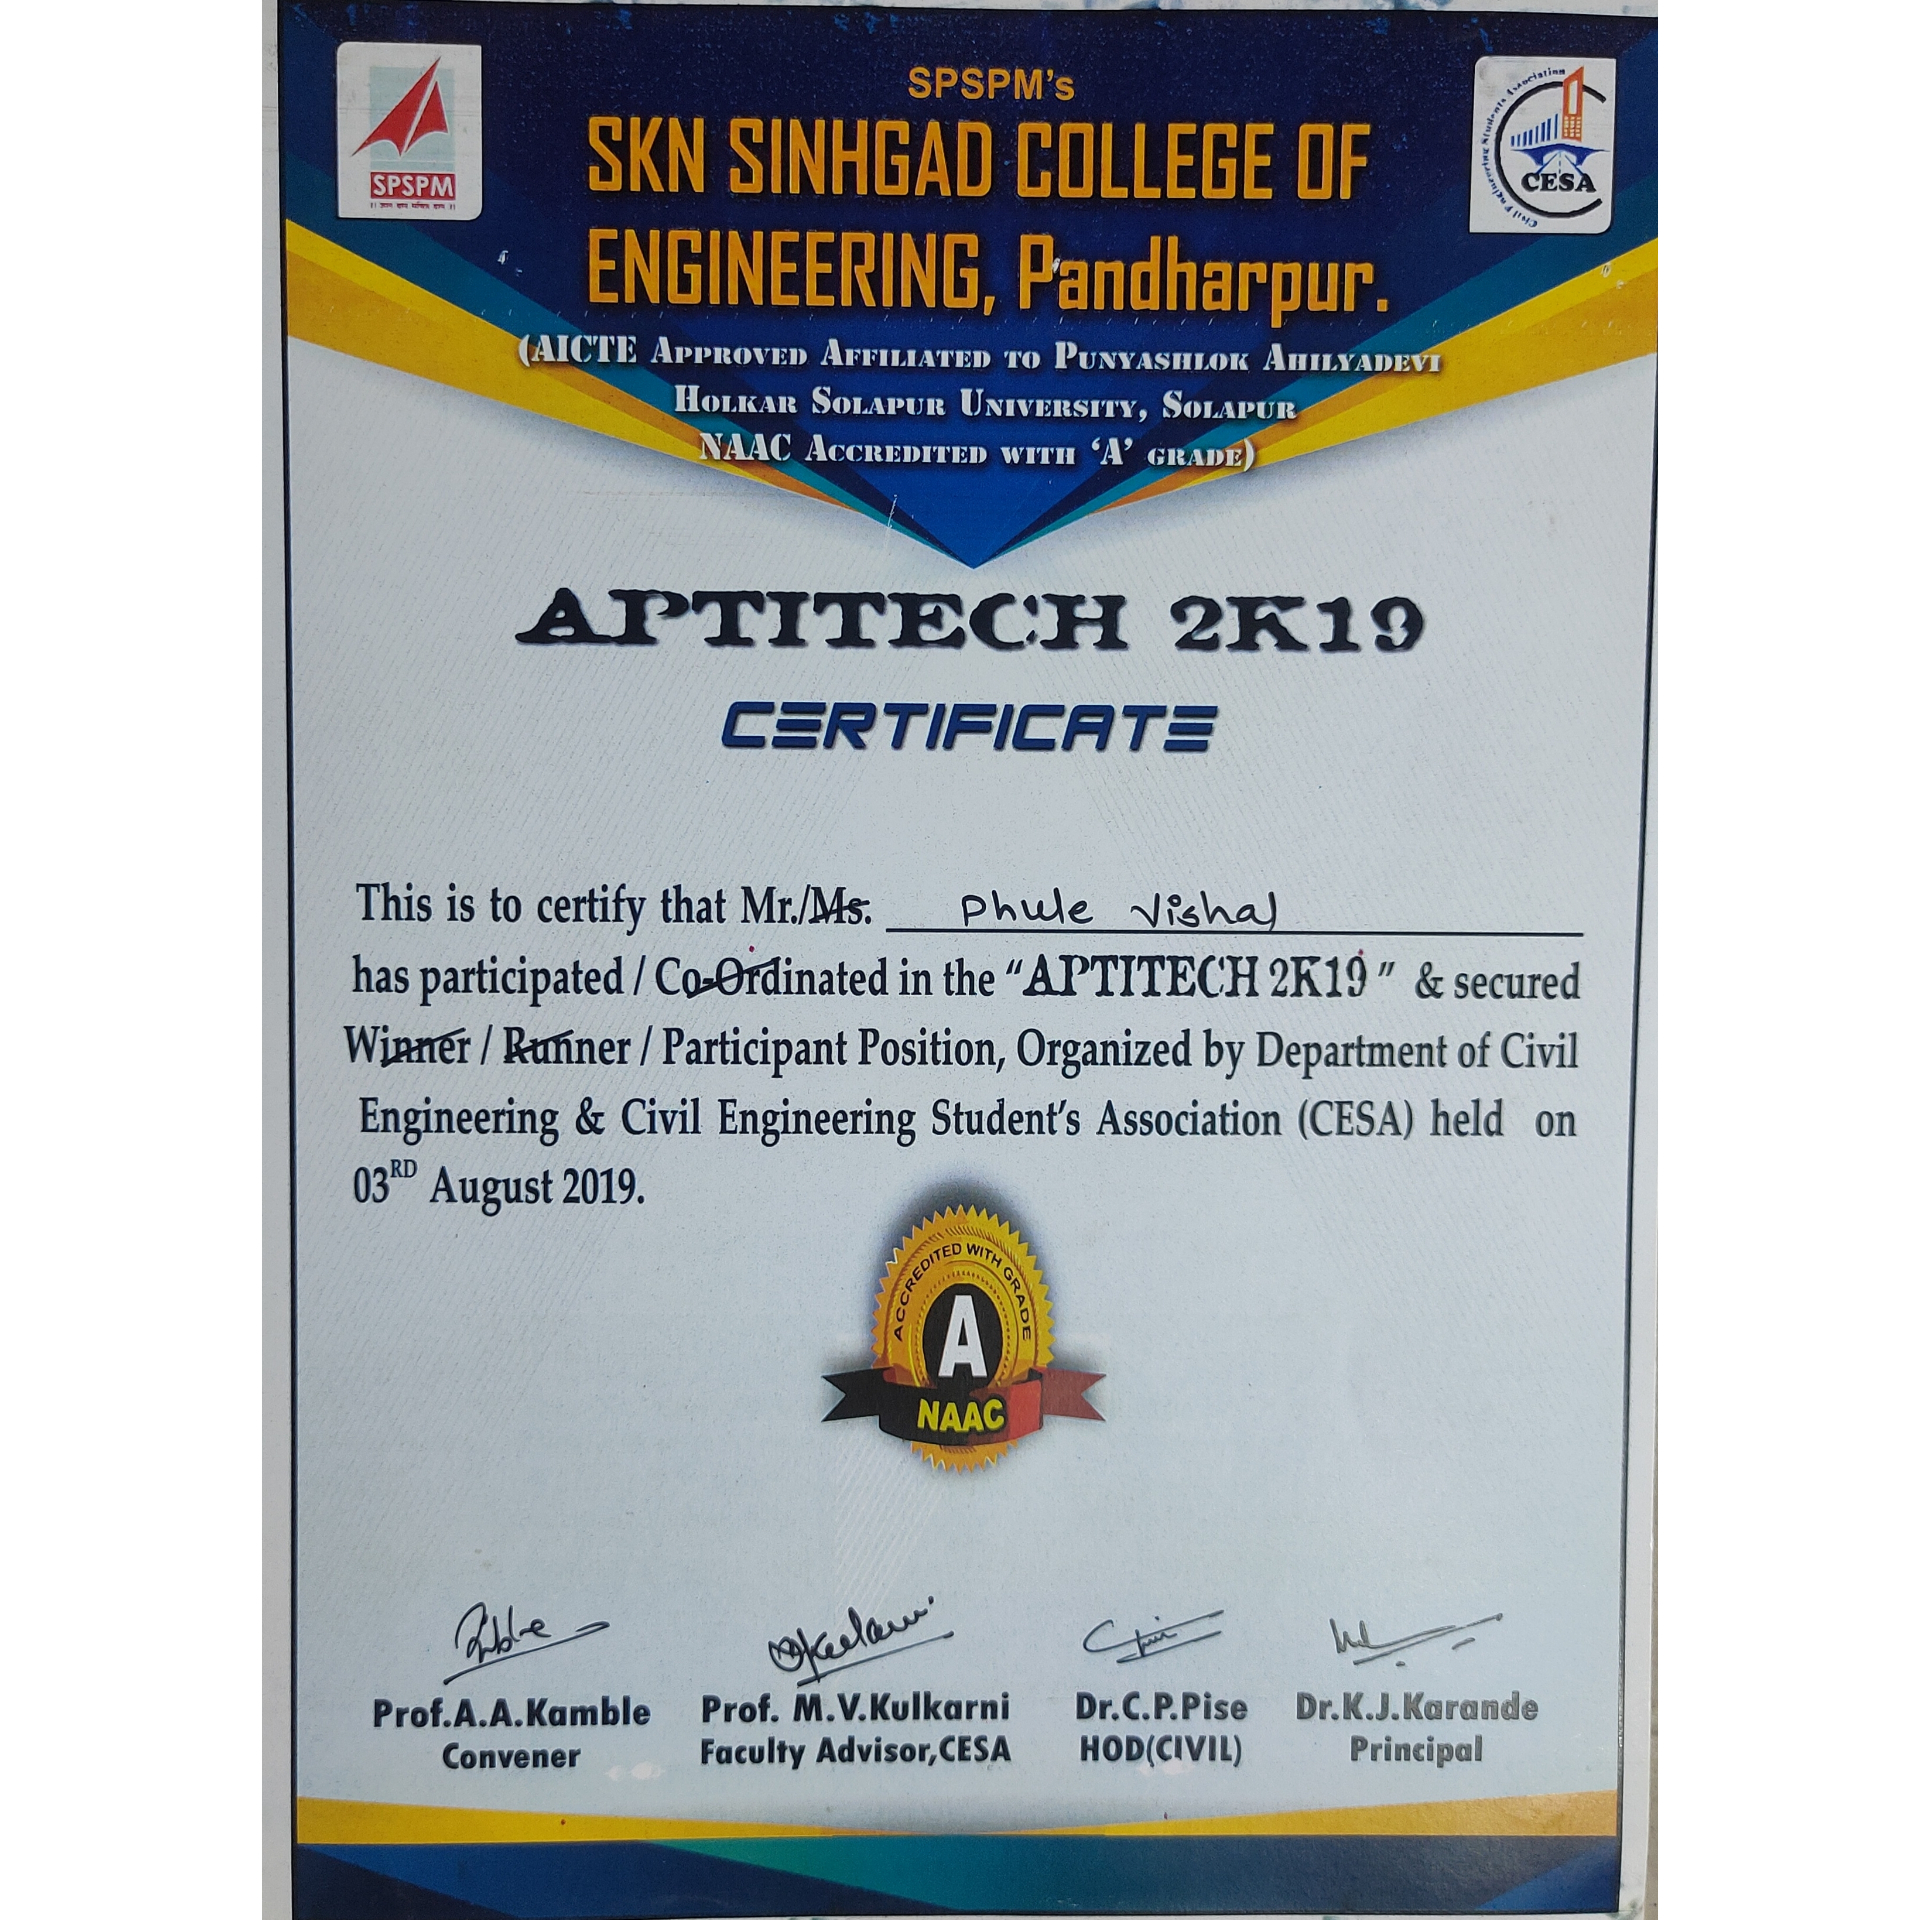 SPSPM's
SKN SINHGAD COLLEGE OF
ENGINEERING, Pandharpur.
(AICTE APPROVED AFFILIATED TO PUNYASHLOK AHILYADEVI
HOLKAR SOLAPUR UNIVERSITY, SOLAPUR
NAAC ACCREDITED WITH 'A' GRADE)
SPSPM
Civil Engineering Students Association
CESA
APTITECH 2K19
CERTIFICATE
This is to certify that Mr./Ms. Phule Vishal
has participated / Co-Ordinated in the "APTITECH 2K19" & secured
Winner / Runner / Participant Position, Organized by Department of Civil
Engineering & Civil Engineering Student's Association (CESA) held on
03RD August 2019.
ACCREDITED WITH GRADE
A
NAAC
Prof.A.A.Kamble
Convener
Prof. M.V.Kulkarni
Faculty Advisor,CESA
Dr.C.P.Pise
HOD(CIVIL)
Dr.K.J.Karande
Principal